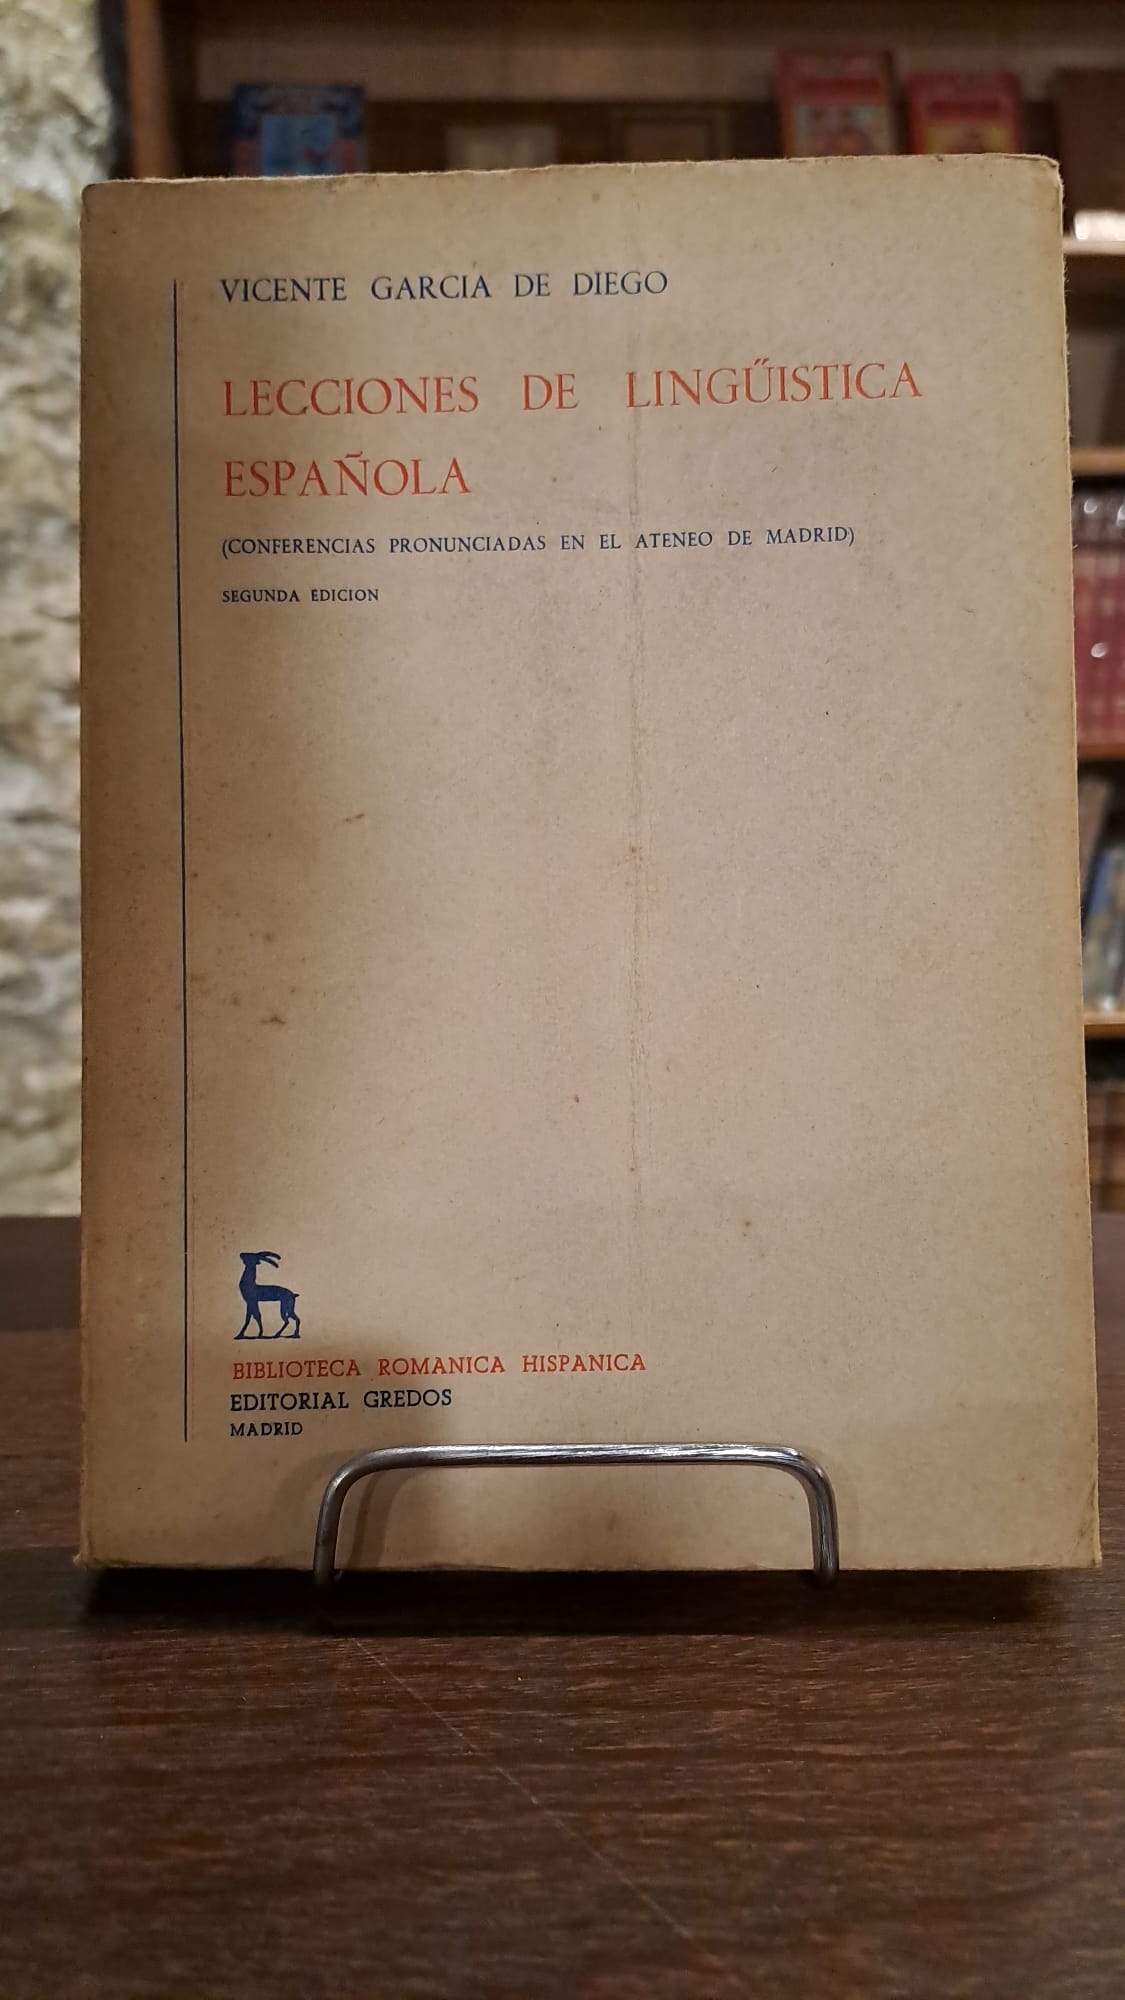 VICENTE GARCIA DE DIEGO
LECCIONES DE LINGŰISTICA
ESPAÑOLA
(CONFERENCIAS PRONUNCIADAS EN EL ATENEO DE MADRID)
SEGUNDA EDICION
BIBLIOTECA ROMANICA HISPANICA
EDITORIAL GREDOS
MADRID